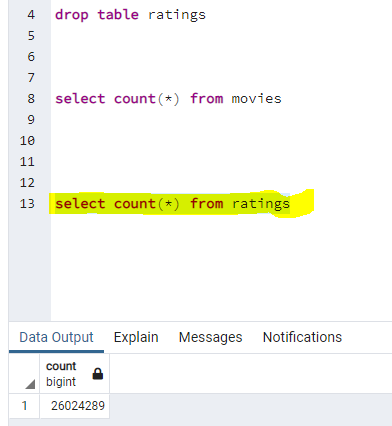 4 drop table ratings
5
6
7
8 select count(*) from movies
9
10
11
12
13 select count(*) from ratings
Data Output Explain Messages Notifications
count
bigint
1 26024289